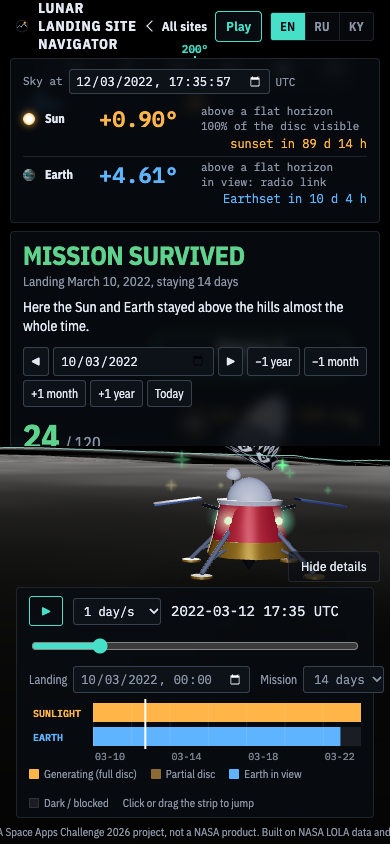 LUNAR
LANDING SITE
NAVIGATOR
All sites
Play
EN
RU
KY
200°
Sky at 12/03/2022, 17:35:57 UTC
Sun +0.90° above a flat horizon
100% of the disc visible
sunset in 89 d 14 h
Earth +4.61° above a flat horizon
in view: radio link
Earthset in 10 d 4 h
MISSION SURVIVED
Landing March 10, 2022, staying 14 days
Here the Sun and Earth stayed above the hills almost the
whole time.
10/03/2022 −1 year −1 month
+1 month +1 year Today
24 / 120
Hide details
1 day/s 2022-03-12 17:35 UTC
Landing 10/03/2022, 00:00 Mission 14 days
SUNLIGHT
EARTH
03-10 03-14 03-18 03-22
Generating (full disc) Partial disc Earth in view
Dark / blocked Click or drag the strip to jump
A Space Apps Challenge 2026 project, not a NASA product. Built on NASA LOLA data and